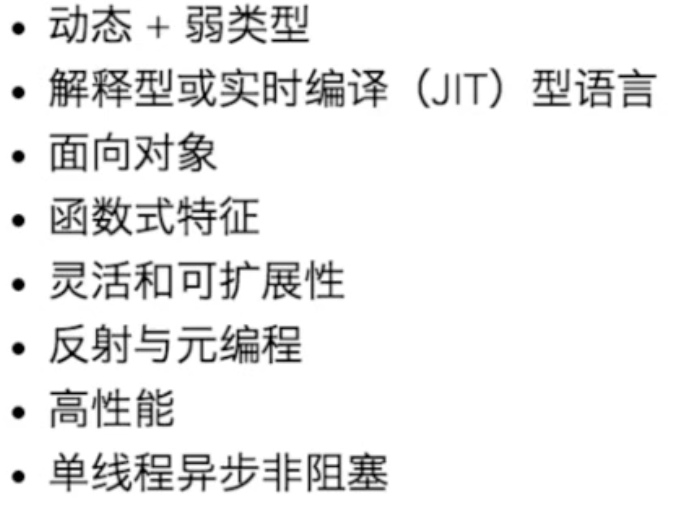 • 动态 + 弱类型
• 解释型或实时编译（JIT）型语言
• 面向对象
• 函数式特征
• 灵活和可扩展性
• 反射与元编程
• 高性能
• 单线程异步非阻塞